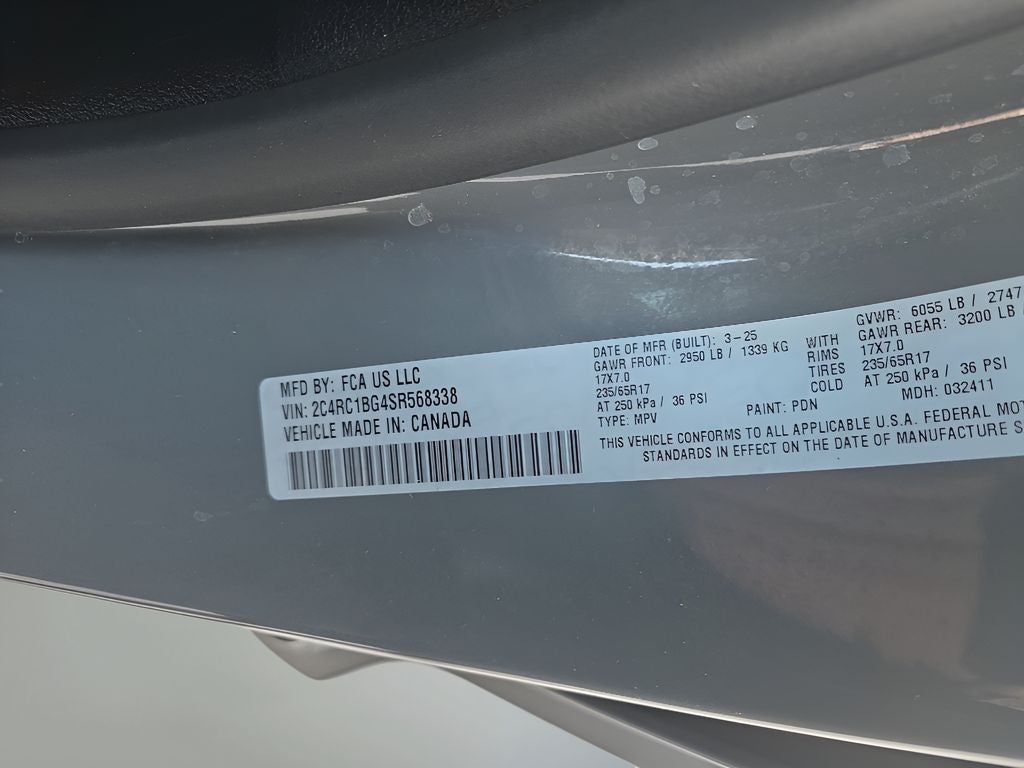 MFD BY: FCA US LLC
VIN: 2C4RC1BG4SR568338
VEHICLE MADE IN: CANADA
DATE OF MFR (BUILT): 3-25
GAWR FRONT: 2950 LB / 1339 KG
17X7.0
235/65R17
AT 250 kPa / 36 PSI
TYPE: MPV
PAINT: PDN
WITH
RIMS
TIRES
COLD
GVWR: 6055 LB / 2747
GAWR REAR: 3200 LB /
17X7.0
235/65R17
AT 250 kPa / 36 PSI
MDH: 032411
THIS VEHICLE CONFORMS TO ALL APPLICABLE U.S.A. FEDERAL MOT
STANDARDS IN EFFECT ON THE DATE OF MANUFACTURE S